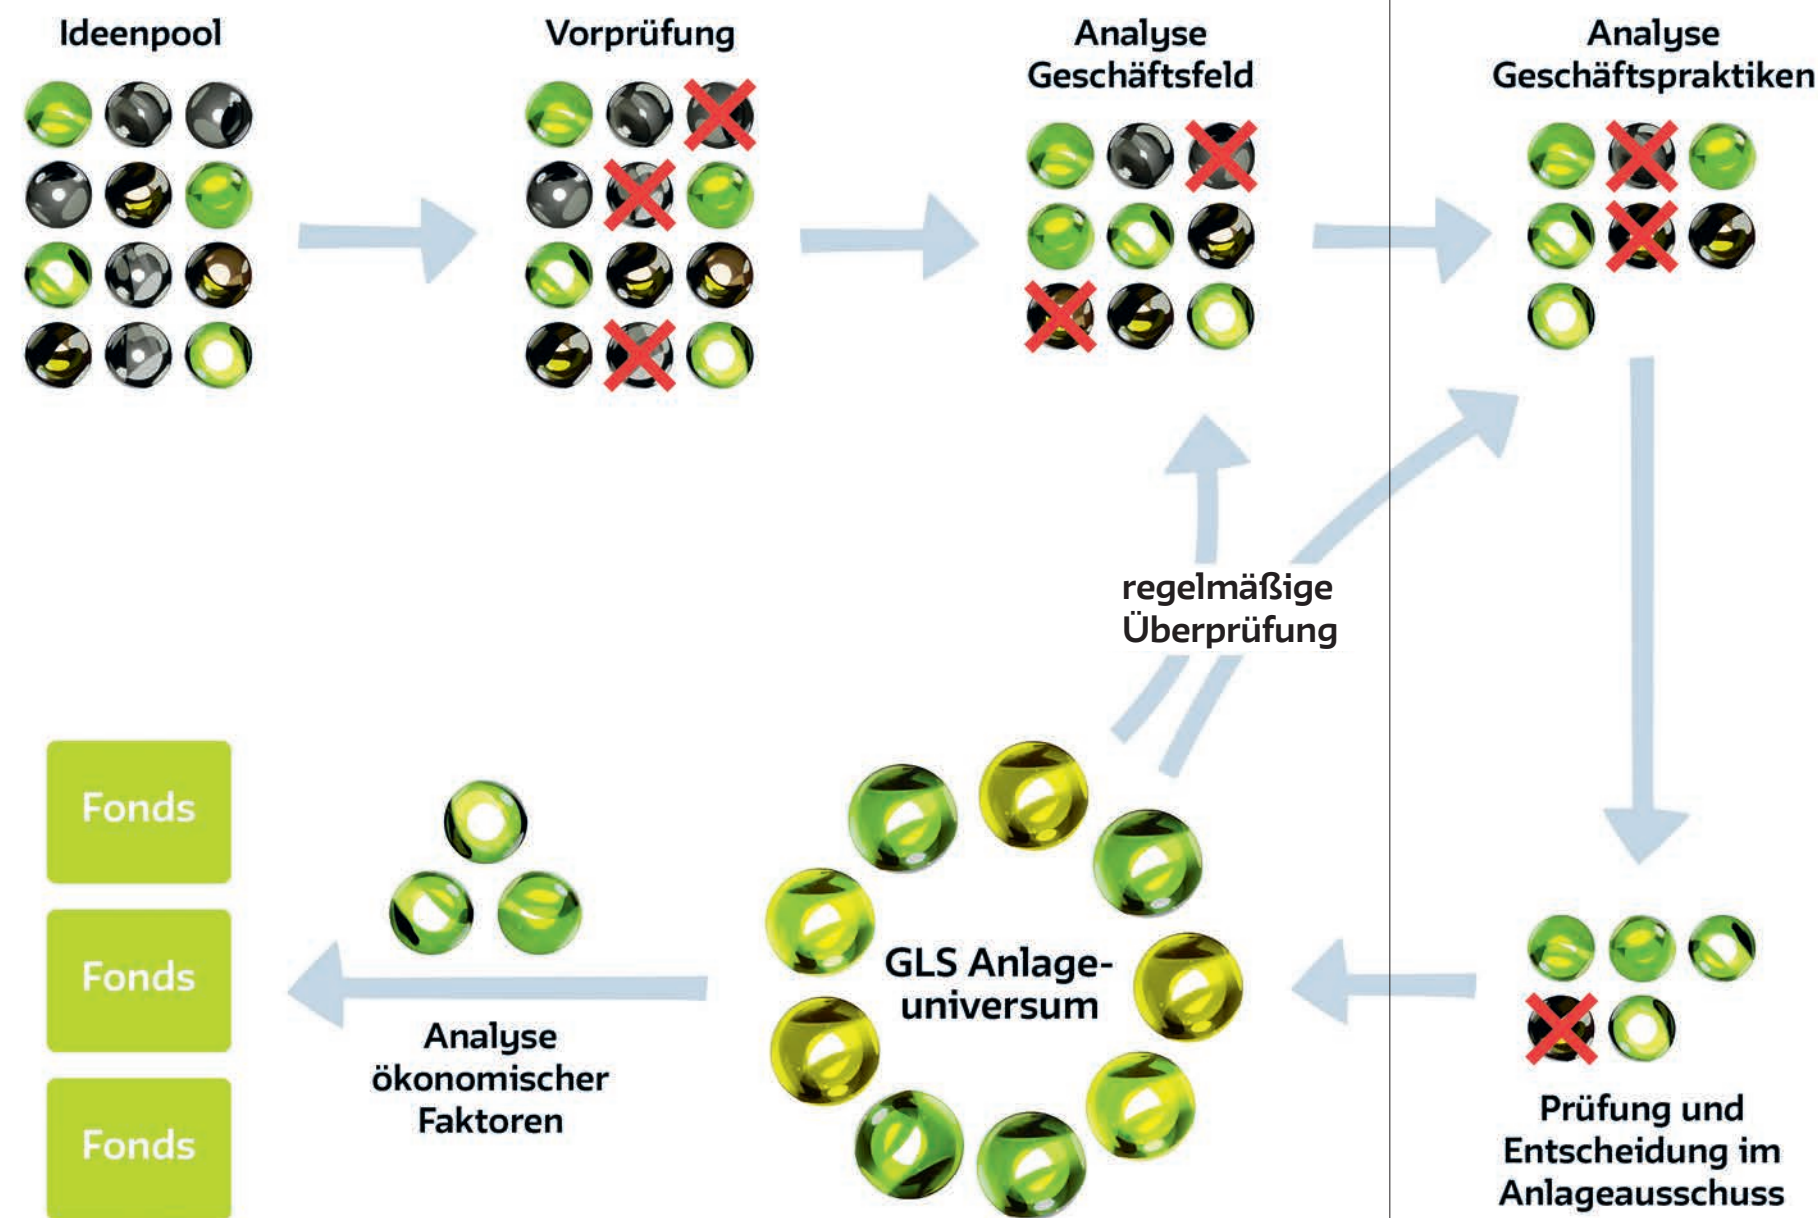 Ideenpool
Vorprüfung
Analyse
Geschäftsfeld
Analyse
Geschäftspraktiken
regelmäßige
Überprüfung
Fonds
Fonds
Fonds
Analyse
ökonomischer
Faktoren
GLS Anlage-
universum
Prüfung und
Entscheidung im
Anlageausschuss